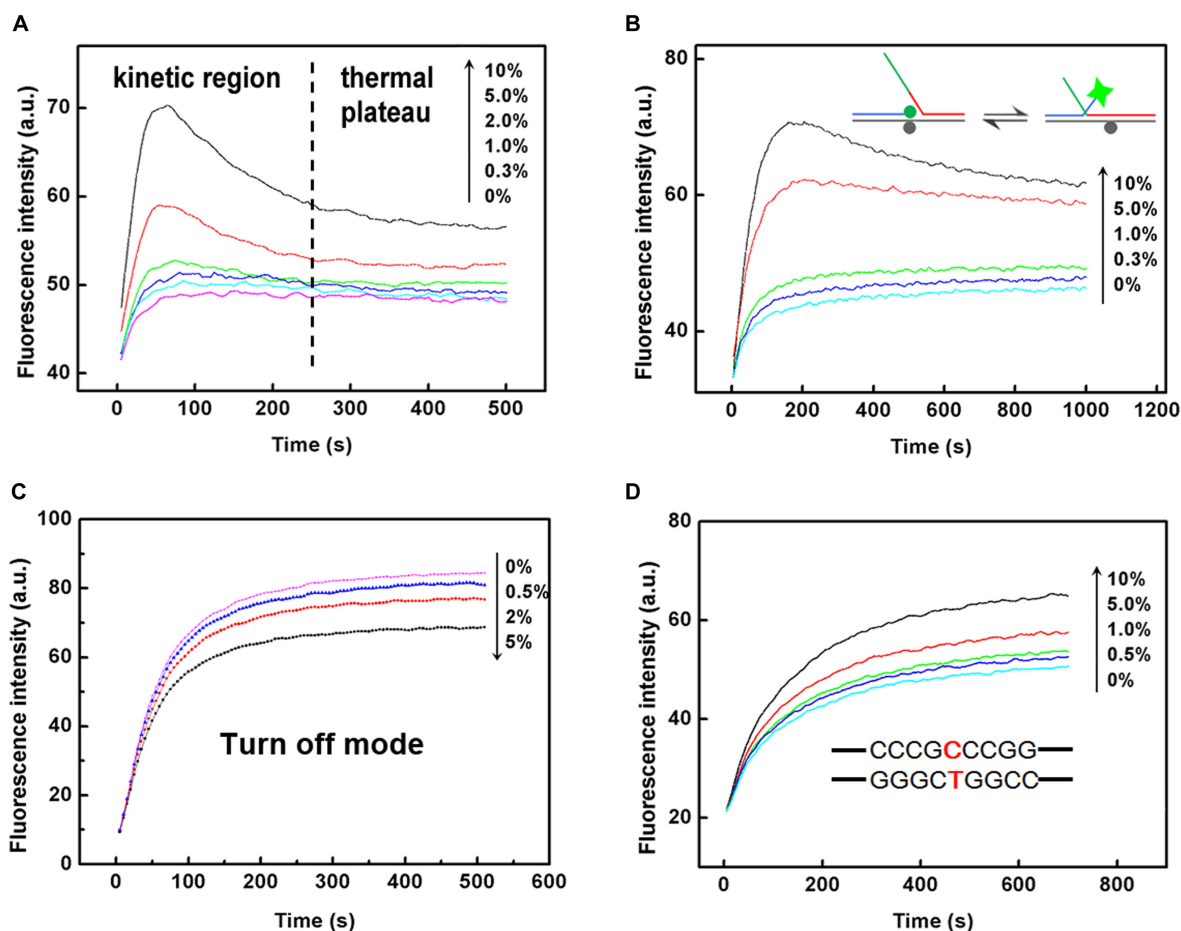 A
kinetic region
thermal
plateau
10%
5.0%
2.0%
1.0%
0.3%
0%
70
60
50
40
0 100 200 300 400 500
Fluorescence intensity (a.u.)
Time (s)
B
80
60
40
10%
5.0%
1.0%
0.3%
0%
0 200 400 600 800 1000 1200
Fluorescence intensity (a.u.)
Time (s)
C
100
80
60
40
20
0
0%
0.5%
2%
5%
Turn off mode
0 100 200 300 400 500 600
Fluorescence intensity (a.u.)
Time (s)
D
80
60
40
20
10%
5.0%
1.0%
0.5%
0%
CCCGCCCGG
GGGCTGGCC
0 200 400 600 800
Fluorescence intensity (a.u.)
Time (s)